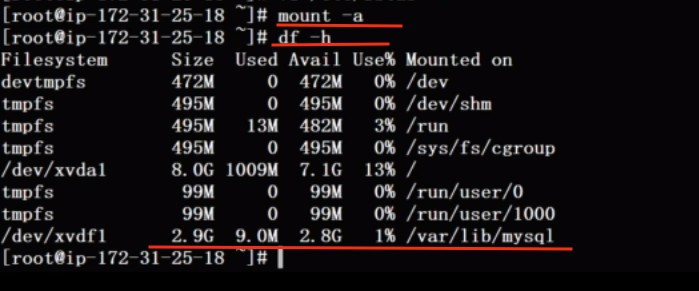 [root@ip-172-31-25-18 ~]# mount -a
[root@ip-172-31-25-18 ~]# df -h
Filesystem      Size  Used Avail Use% Mounted on
devtmpfs        472M     0  472M   0% /dev
tmpfs           495M     0  495M   0% /dev/shm
tmpfs           495M   13M  482M   3% /run
tmpfs           495M     0  495M   0% /sys/fs/cgroup
/dev/xvda1      8.0G 1009M  7.1G  13% /
tmpfs            99M     0   99M   0% /run/user/0
tmpfs            99M     0   99M   0% /run/user/1000
/dev/xvdf1      2.9G  9.0M  2.8G   1% /var/lib/mysql
[root@ip-172-31-25-18 ~]#